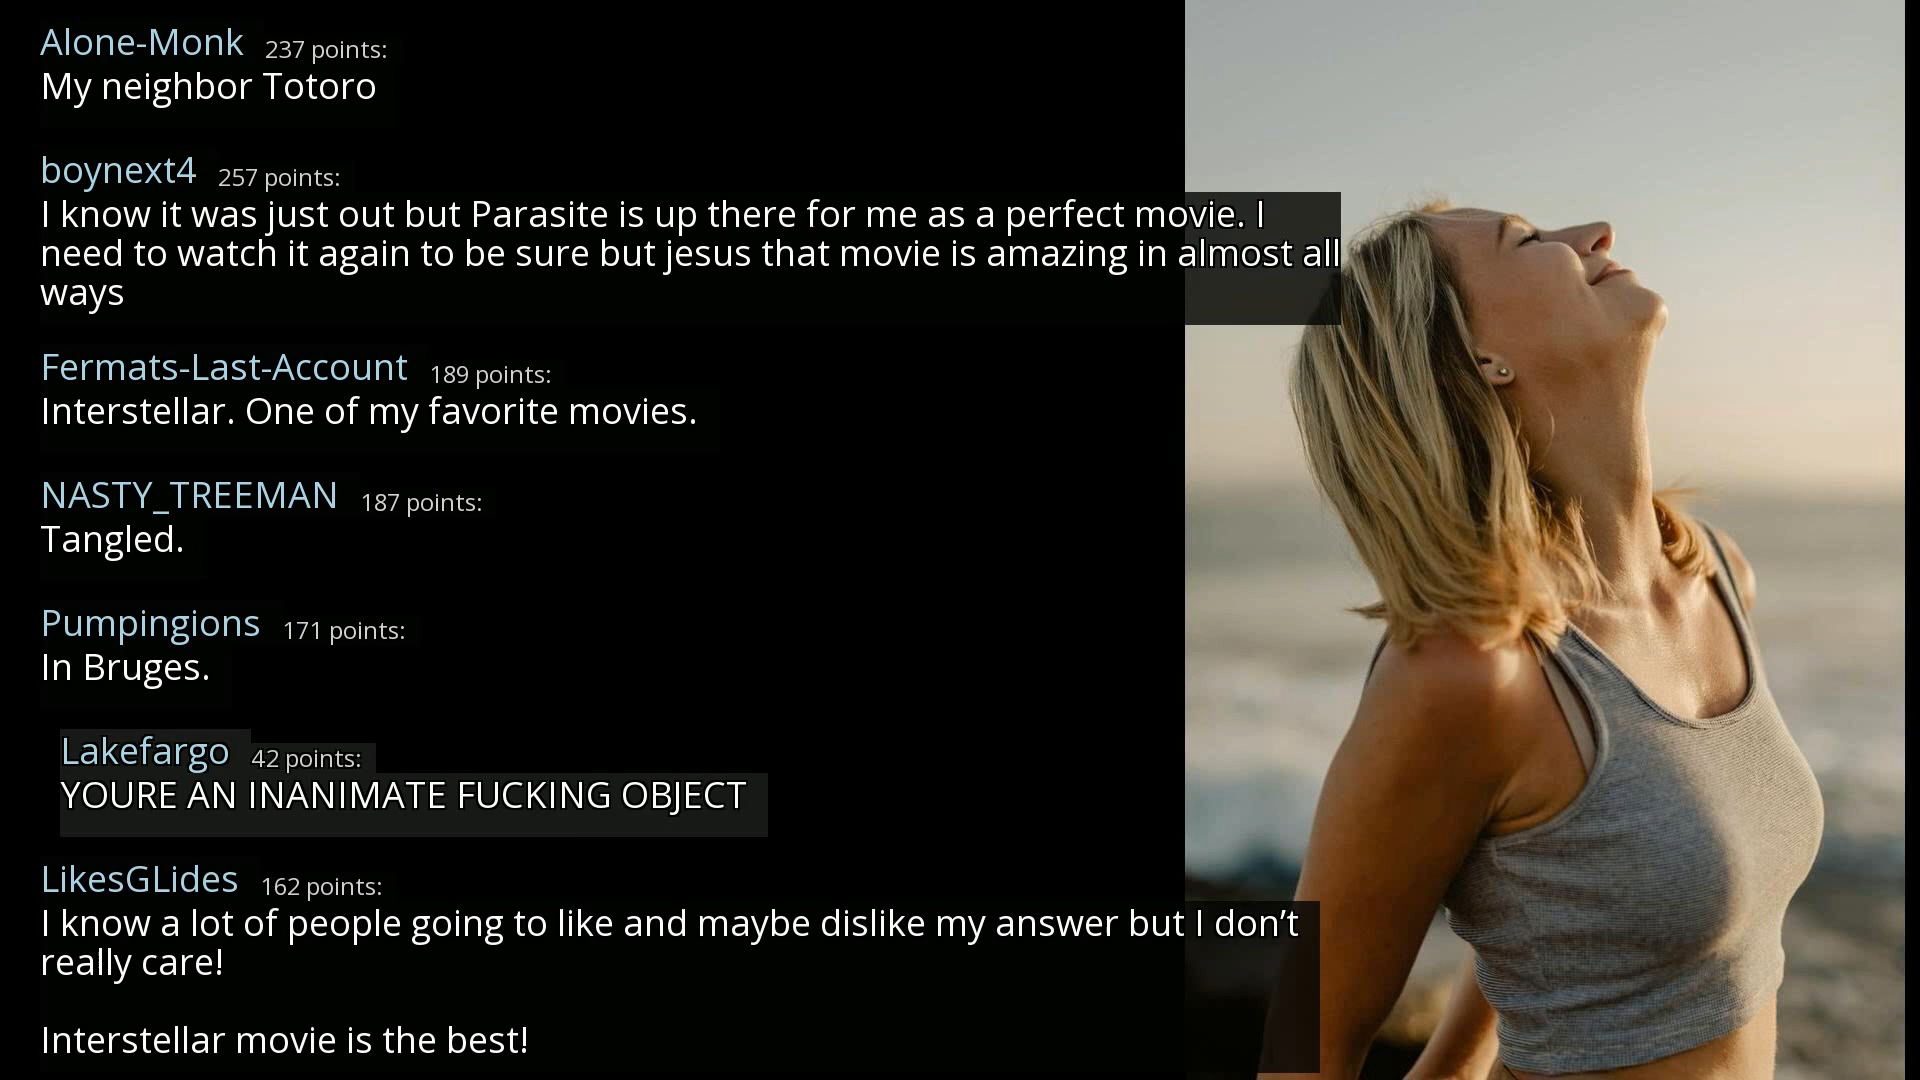 Alone-Monk 237 points:
My neighbor Totoro
boynext4 257 points:
I know it was just out but Parasite is up there for me as a perfect movie. I
need to watch it again to be sure but jesus that movie is amazing in almost all
ways
Fermats-Last-Account 189 points:
Interstellar. One of my favorite movies.
NASTY_TREEMAN 187 points:
Tangled.
Pumpingions 171 points:
In Bruges.
Lakefargo 42 points:
YOURE AN INANIMATE FUCKING OBJECT
LikesGLides 162 points:
I know a lot of people going to like and maybe dislike my answer but I don’t
really care!
Interstellar movie is the best!